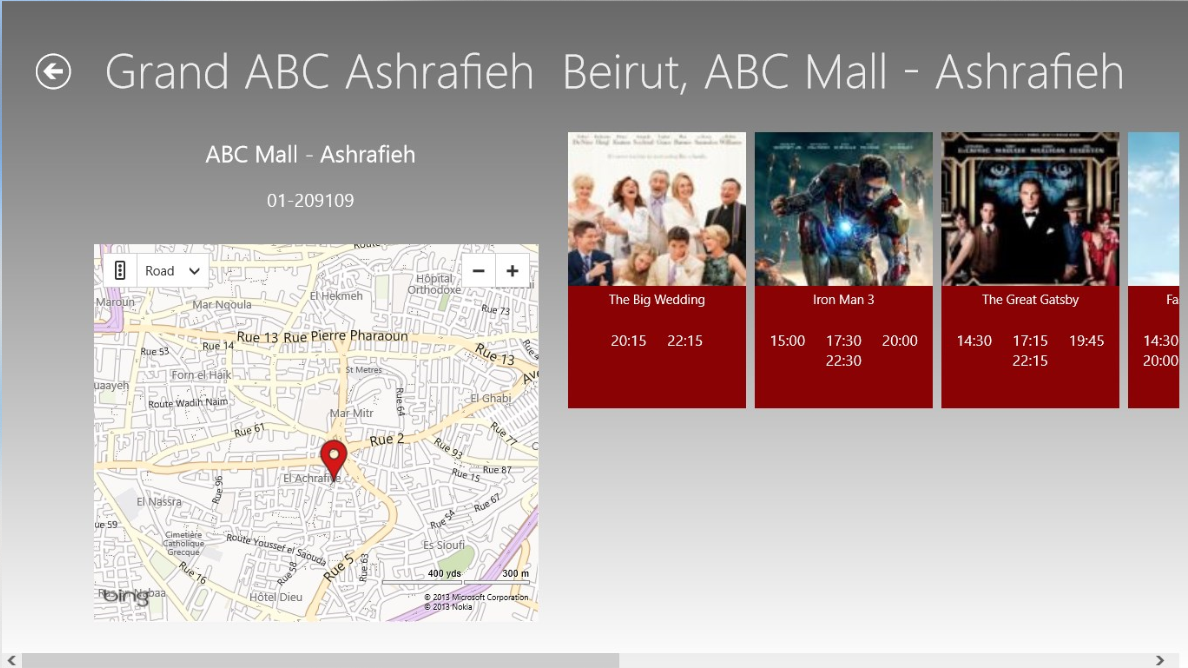 Grand ABC Ashrafieh Beirut, ABC Mall - Ashrafieh
ABC Mall - Ashrafieh
01-209109
Road
Maroun
Mar Nqoula
El Hekmeh
Hôpital
Orthodoxe
Rue 73
Rue 13 Rue Pierre Pharaoun
Rue 14
Rue 53
Rue 13
St Metres
Forn el Haik
uaayeh
Route Wadih Naim
Rue 64
El Ghabi
Mar Mitr
Rue 61
Rue 2
Rue 77
Rue 93
Rue 87
Rue 15
El Achrafiye
Rue 96
El Nassra
Rue 67
Rue 54
ue 59
Cimetière
Catholique
Grecque
Route Youssef el Saouda
Es Sioufi
Rue 5
Rue 63
Rue 58
Rue 16
400 yds
300 m
bing
Hôtel Dieu
© 2013 Microsoft Corporation
© 2013 Nokia
The Big Wedding
20:15 22:15
Iron Man 3
15:00 17:30 20:00
22:30
The Great Gatsby
14:30 17:15 19:45
22:15
Fa
14:30
20:00